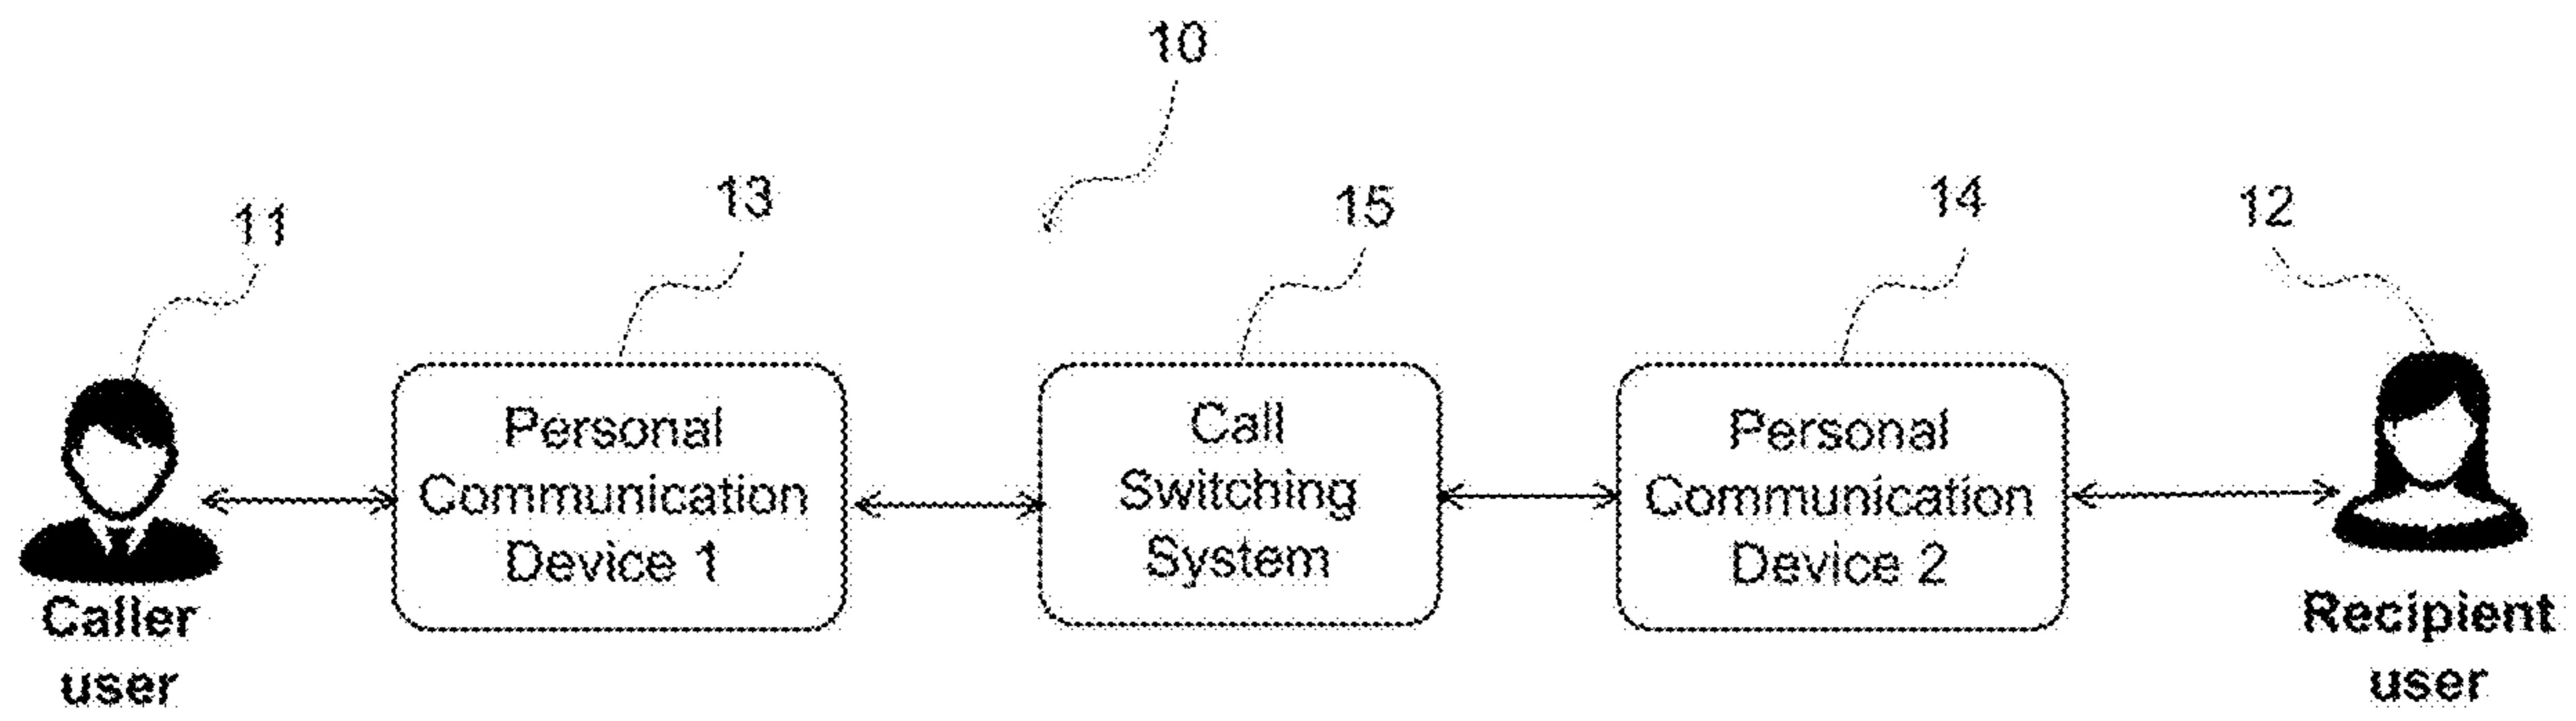 10
11
13
15
14
12
Personal
Communication
Device 1
Call
Switching
System
Personal
Communication
Device 2
Caller
user
Recipient
user